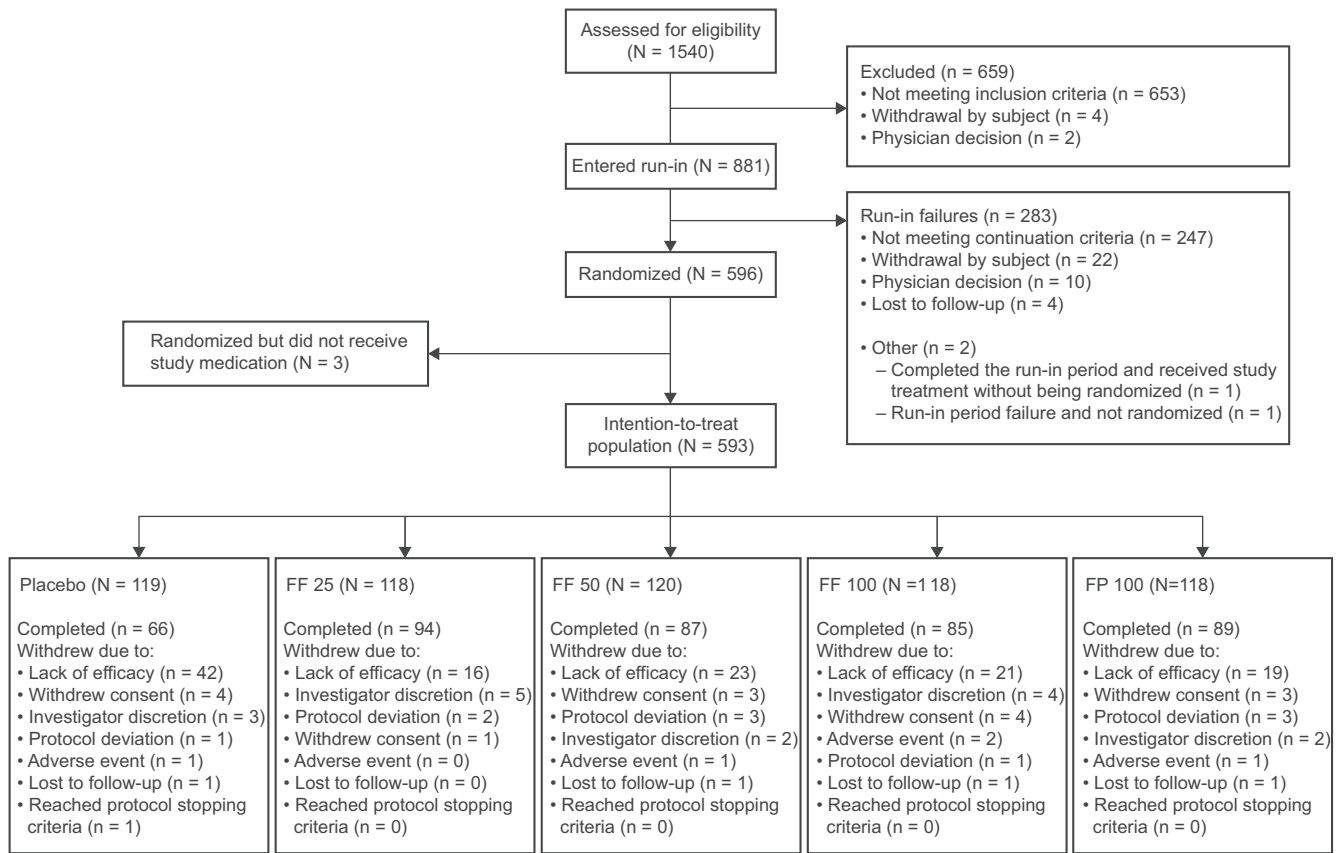 Assessed for eligibility
(N = 1540)
Excluded (n = 659)
• Not meeting inclusion criteria (n = 653)
• Withdrawal by subject (n = 4)
• Physician decision (n = 2)
Entered run-in (N = 881)
Run-in failures (n = 283)
• Not meeting continuation criteria (n = 247)
• Withdrawal by subject (n = 22)
• Physician decision (n = 10)
• Lost to follow-up (n = 4)
• Other (n = 2)
– Completed the run-in period and received study
treatment without being randomized (n = 1)
– Run-in period failure and not randomized (n = 1)
Randomized (N = 596)
Randomized but did not receive
study medication (N = 3)
Intention-to-treat
population (N = 593)
Placebo (N = 119)
Completed (n = 66)
Withdrew due to:
• Lack of efficacy (n = 42)
• Withdrew consent (n = 4)
• Investigator discretion (n = 3)
• Protocol deviation (n = 1)
• Adverse event (n = 1)
• Lost to follow-up (n = 1)
• Reached protocol stopping
criteria (n = 1)
FF 25 (N = 118)
Completed (n = 94)
Withdrew due to:
• Lack of efficacy (n = 16)
• Investigator discretion (n = 5)
• Protocol deviation (n = 2)
• Withdrew consent (n = 1)
• Adverse event (n = 0)
• Lost to follow-up (n = 0)
• Reached protocol stopping
criteria (n = 0)
FF 50 (N = 120)
Completed (n = 87)
Withdrew due to:
• Lack of efficacy (n = 23)
• Withdrew consent (n = 3)
• Protocol deviation (n = 3)
• Investigator discretion (n = 2)
• Adverse event (n = 1)
• Lost to follow-up (n = 1)
• Reached protocol stopping
criteria (n = 0)
FF 100 (N =118)
Completed (n = 85)
Withdrew due to:
• Lack of efficacy (n = 21)
• Investigator discretion (n = 4)
• Withdrew consent (n = 4)
• Adverse event (n = 2)
• Protocol deviation (n = 1)
• Lost to follow-up (n = 1)
• Reached protocol stopping
criteria (n = 0)
FP 100 (N=118)
Completed (n = 89)
Withdrew due to:
• Lack of efficacy (n = 19)
• Withdrew consent (n = 3)
• Protocol deviation (n = 3)
• Investigator discretion (n = 2)
• Adverse event (n = 1)
• Lost to follow-up (n = 1)
• Reached protocol stopping
criteria (n = 0)